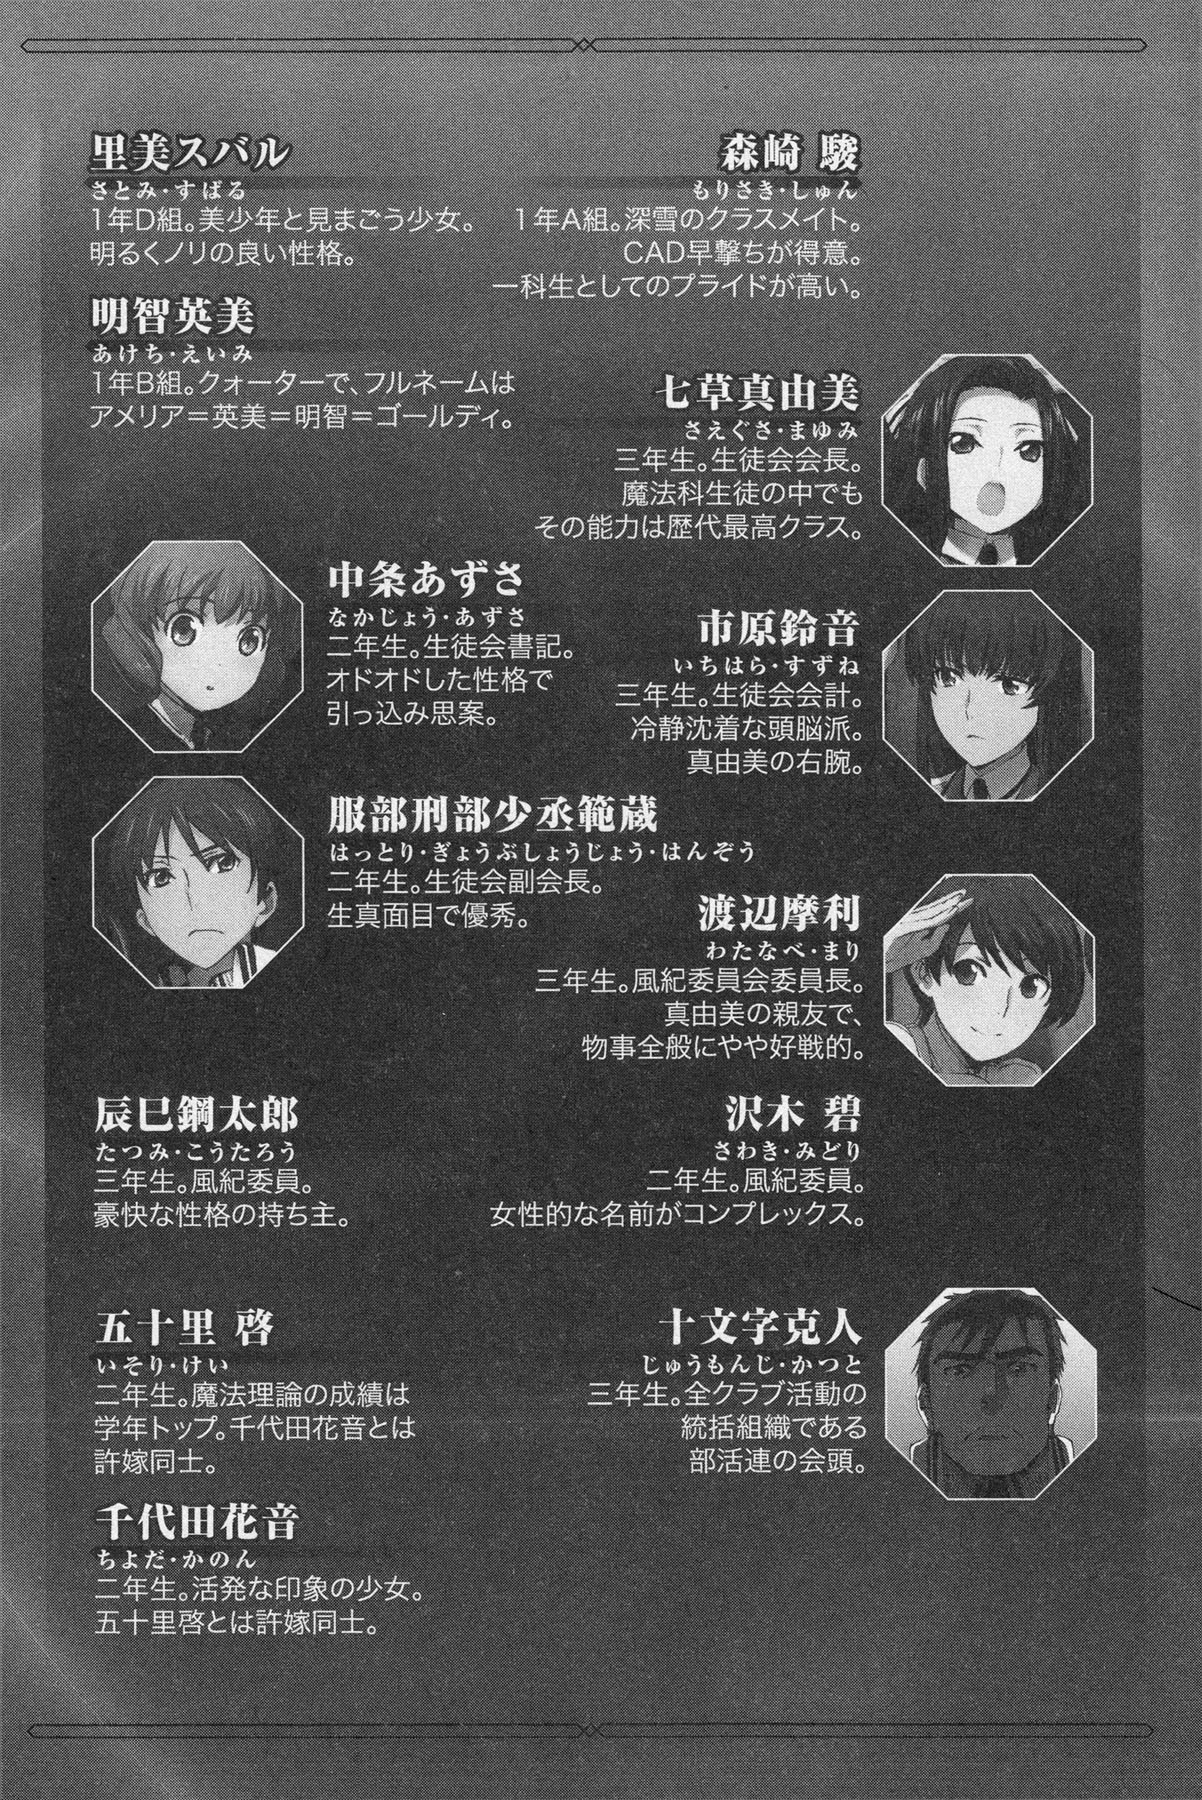 森崎 駿
もりさき・しゅん
1年A組。深雪のクラスメイト。
CAD早撃ちが得意。
一科生としてのプライドが高い。
七草真由美
さえぐさ・まゆみ
三年生。生徒会会長。
魔法科生徒の中でも
その能力は歴代最高クラス。
市原鈴音
いちはら・すずね
三年生。生徒会会計。
冷静沈着な頭脳派。
真由美の右腕。
渡辺摩利
わたなべ・まり
三年生。風紀委員会委員長。
真由美の親友で、
物事全般にやや好戦的。
沢木 碧
さわき・みどり
二年生。風紀委員。
女性的な名前がコンプレックス。
十文字克人
じゅうもんじ・かつと
三年生。全クラブ活動の
統括組織である
部活連の会頭。
里美スバル
さとみ・すばる
1年D組。美少年と見まごう少女。
明るくノリの良い性格。
明智英美
あけち・えいみ
1年B組。クォーターで、フルネームは
アメリア＝英美＝明智＝ゴールディ。
中条あずさ
なかじょう・あずさ
二年生。生徒会書記。
オドオドした性格で
引っ込み思案。
服部刑部少丞範蔵
はっとり・ぎょうぶしょうじょう・はんぞう
二年生。生徒会副会長。
生真面目で優秀。
辰巳鋼太郎
たつみ・こうたろう
三年生。風紀委員。
豪快な性格の持ち主。
五十里 啓
いそり・けい
二年生。魔法理論の成績は
学年トップ。千代田花音とは
許嫁同士。
千代田花音
ちよだ・かのん
二年生。活発な印象の少女。
五十里啓とは許嫁同士。